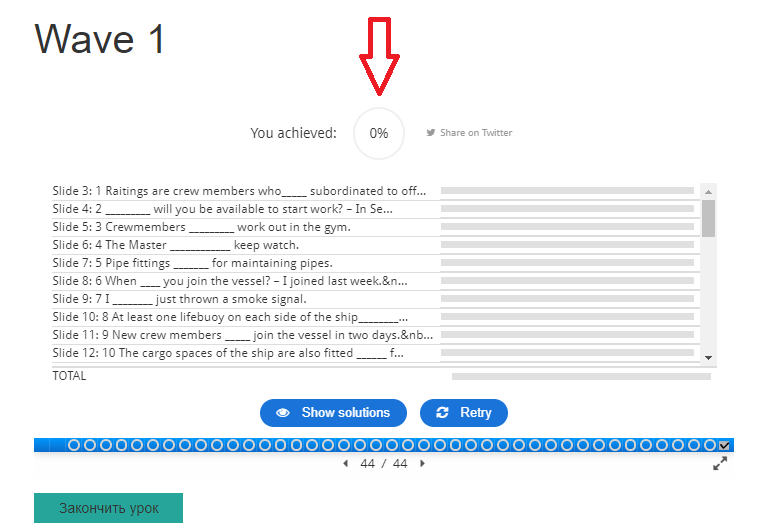 Wave 1
You achieved: 0% Share on Twitter
Slide 3: 1 Raitings are crew members who_____ subordinated to off...
Slide 4: 2 _________ will you be available to start work? – In Se...
Slide 5: 3 Crewmembers _________ work out in the gym.
Slide 6: 4 The Master ____________ keep watch.
Slide 7: 5 Pipe fittings _______ for maintaining pipes.
Slide 8: 6 When ____ you join the vessel? – I joined last week.&n...
Slide 9: 7 I ________ just thrown a smoke signal.
Slide 10: 8 At least one lifebuoy on each side of the ship________...
Slide 11: 9 New crew members _____ join the vessel in two days.&nb...
Slide 12: 10 The cargo spaces of the ship are also fitted ______ f...
TOTAL
Show solutions Retry
44 / 44
Закончить урок